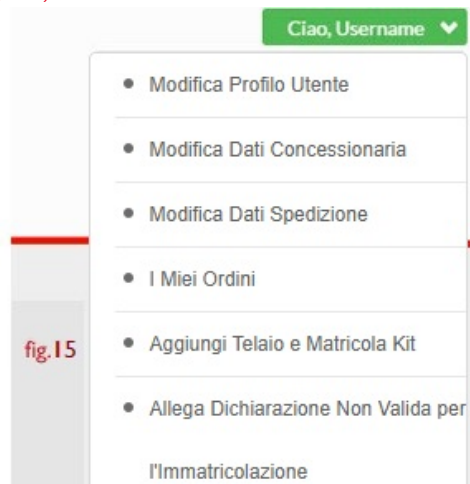 Ciao, Username
Modifica Profilo Utente
Modifica Dati Concessionaria
Modifica Dati Spedizione
I Miei Ordini
fig.15
Aggiungi Telaio e Matricola Kit
Allega Dichiarazione Non Valida per
l'Immatricolazione